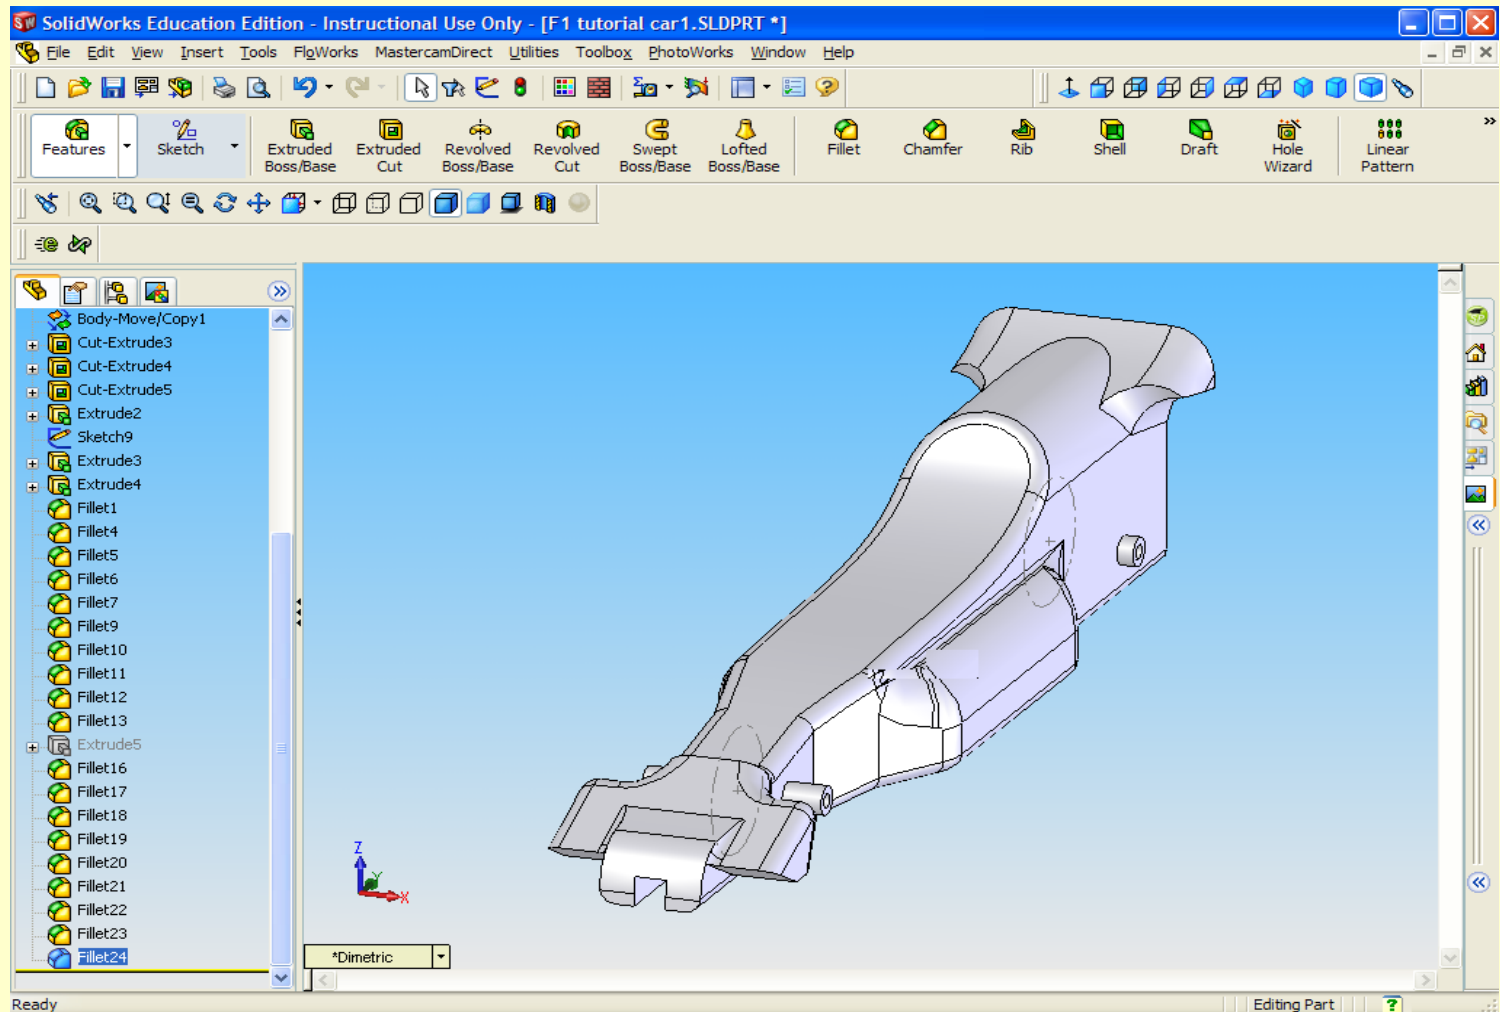 SolidWorks Education Edition - Instructional Use Only - [F1 tutorial car1.SLDPRT *]
File Edit View Insert Tools FloWorks MastercamDirect Utilities Toolbox PhotoWorks Window Help
Features Sketch Extruded Boss/Base Extruded Cut Revolved Boss/Base Revolved Cut Swept Boss/Base Lofted Boss/Base Fillet Chamfer Rib Shell Draft Hole Wizard Linear Pattern
Body-Move/Copy1
Cut-Extrude3
Cut-Extrude4
Cut-Extrude5
Extrude2
Sketch9
Extrude3
Extrude4
Fillet1
Fillet4
Fillet5
Fillet6
Fillet7
Fillet9
Fillet10
Fillet11
Fillet12
Fillet13
Extrude5
Fillet16
Fillet17
Fillet18
Fillet19
Fillet20
Fillet21
Fillet22
Fillet23
Fillet24
Z
Y
X
*Dimetric
Ready
Editing Part